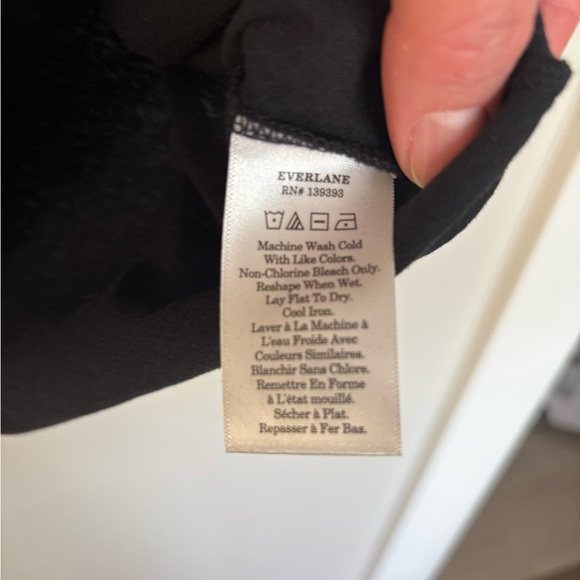 EVERLANE
RN# 139393
Machine Wash Cold
With Like Colors.
Non-Chlorine Bleach Only.
Reshape When Wet.
Lay Flat To Dry.
Cool Iron.
Laver à La Machine à
L'eau Froide Avec
Couleurs Similaires.
Blanchir Sans Chlore.
Remettre En Forme
à L'état mouillé.
Sécher à Plat.
Repasser à Fer Bas.